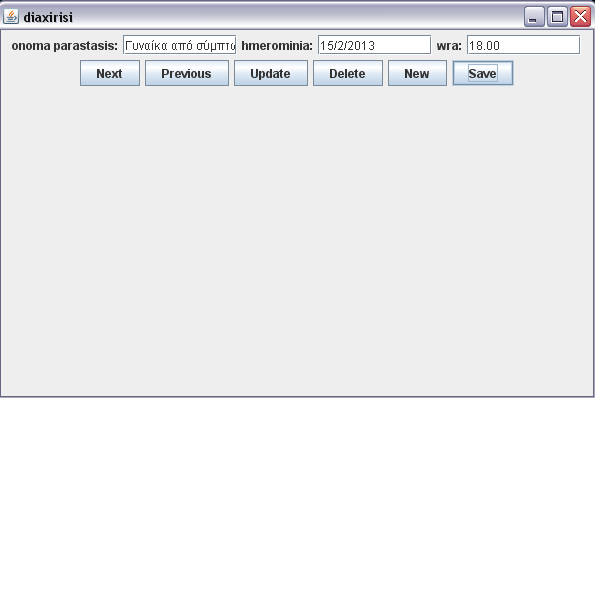 diaxirisi
onoma parastasis: Γυναίκα από σύμπτω hmerominia: 15/2/2013 wra: 18.00
Next Previous Update Delete New Save